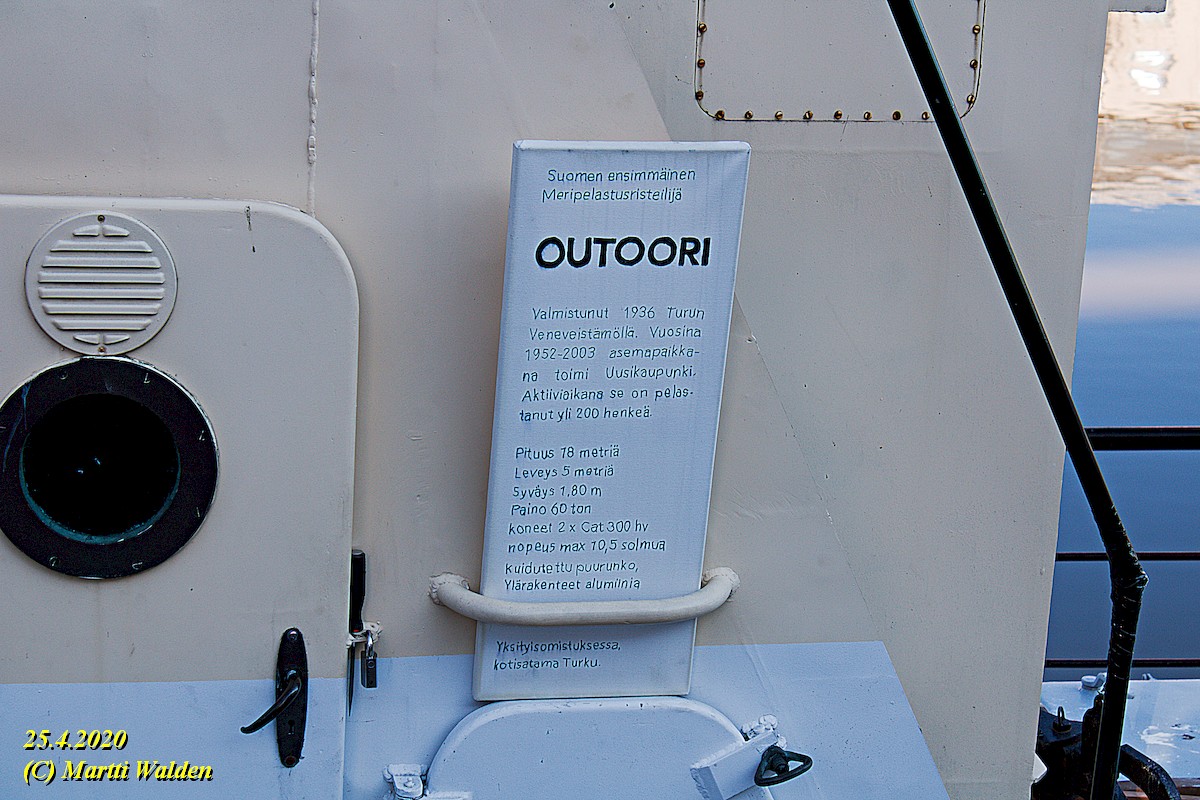 Suomen ensimmäinen
Meripelastusristeilijä
OUTOORI
Valmistunut 1936 Turun
Veneveistämöllä. Vuosina
1952-2003 asemapaikka-
na toimi Uusikaupunki.
Aktiiviaikana se on pelas-
tanut yli 200 henkeä.
Pituus 18 metriä
Leveys 5 metriä
Syväys 1,80 m
Paino 60 ton
koneet 2 x Cat 300 hv
nopeus max 10,5 solmua
Kuidutettu puurunko,
Ylärakenteet alumiinia
Yksityisomistuksessa,
kotisatama Turku.
25.4.2020
(C) Martti Walden